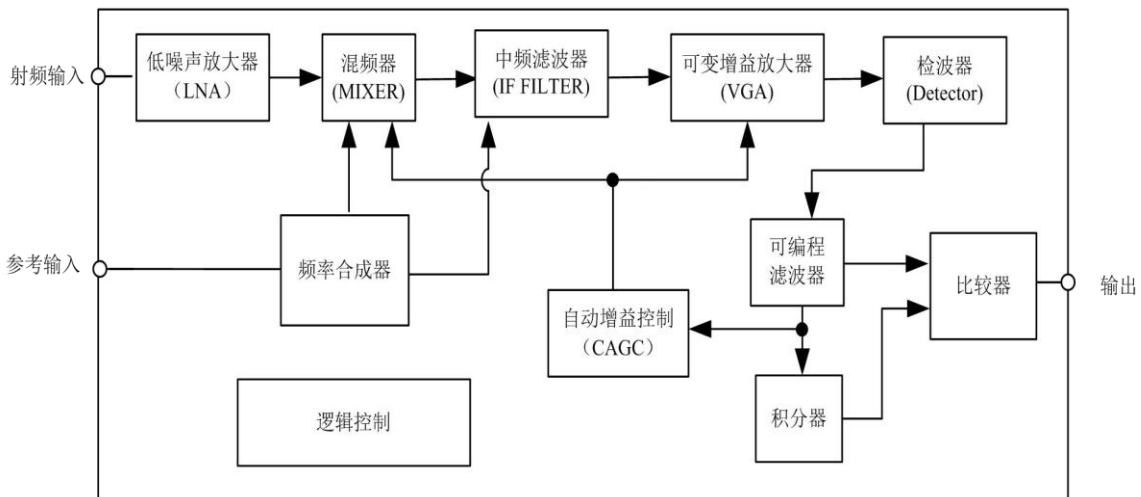 射频输入
低噪声放大器
（LNA）
混频器
(MIXER)
中频滤波器
(IF FILTER)
可变增益放大器
(VGA)
检波器
(Detector)
参考输入
频率合成器
可编程
滤波器
比较器
输出
自动增益控制
（CAGC）
逻辑控制
积分器